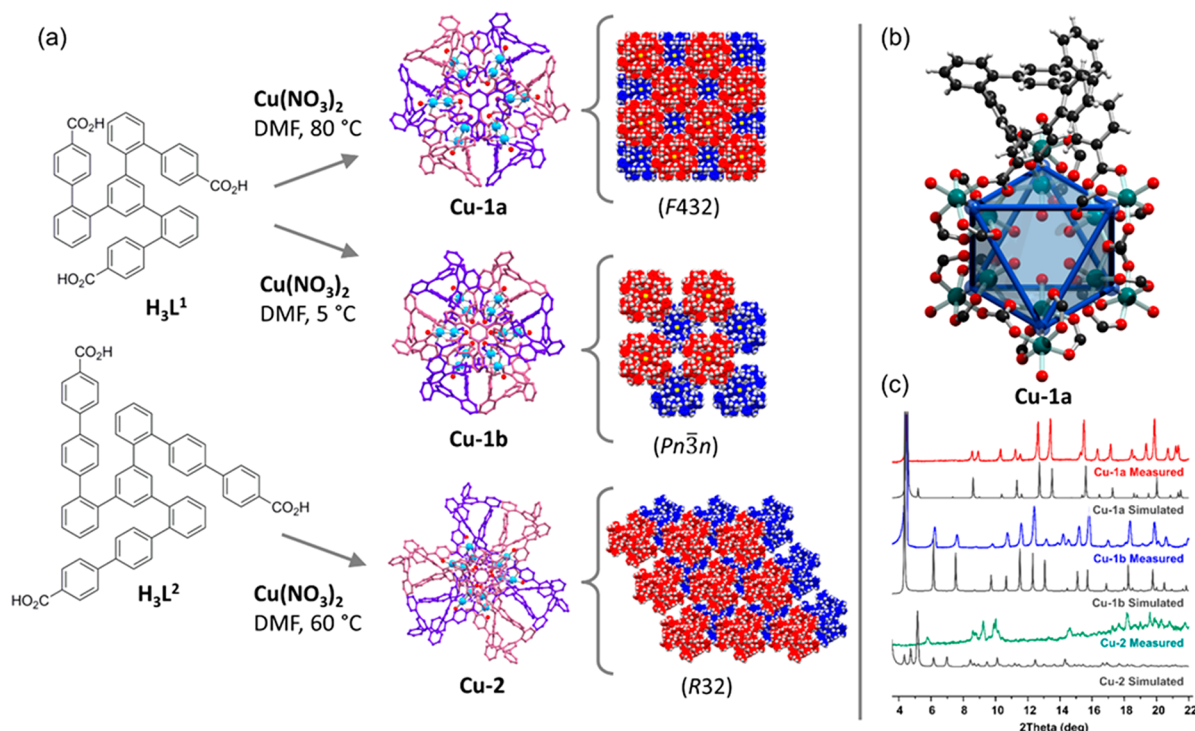 (a)
CO₂H
CO₂H
HO₂C
H₃L¹
Cu(NO₃)₂
DMF, 80 °C
Cu(NO₃)₂
DMF, 5 °C
Cu-1a
(F432)
Cu-1b
(Pn3̅n)
CO₂H
CO₂H
HO₂C
H₃L²
Cu(NO₃)₂
DMF, 60 °C
Cu-2
(R32)
(b)
Cu-1a
(c)
Cu-1a Measured
Cu-1a Simulated
Cu-1b Measured
Cu-1b Simulated
Cu-2 Measured
Cu-2 Simulated
4 6 8 10 12 14 16 18 20 22
2Theta (deg)